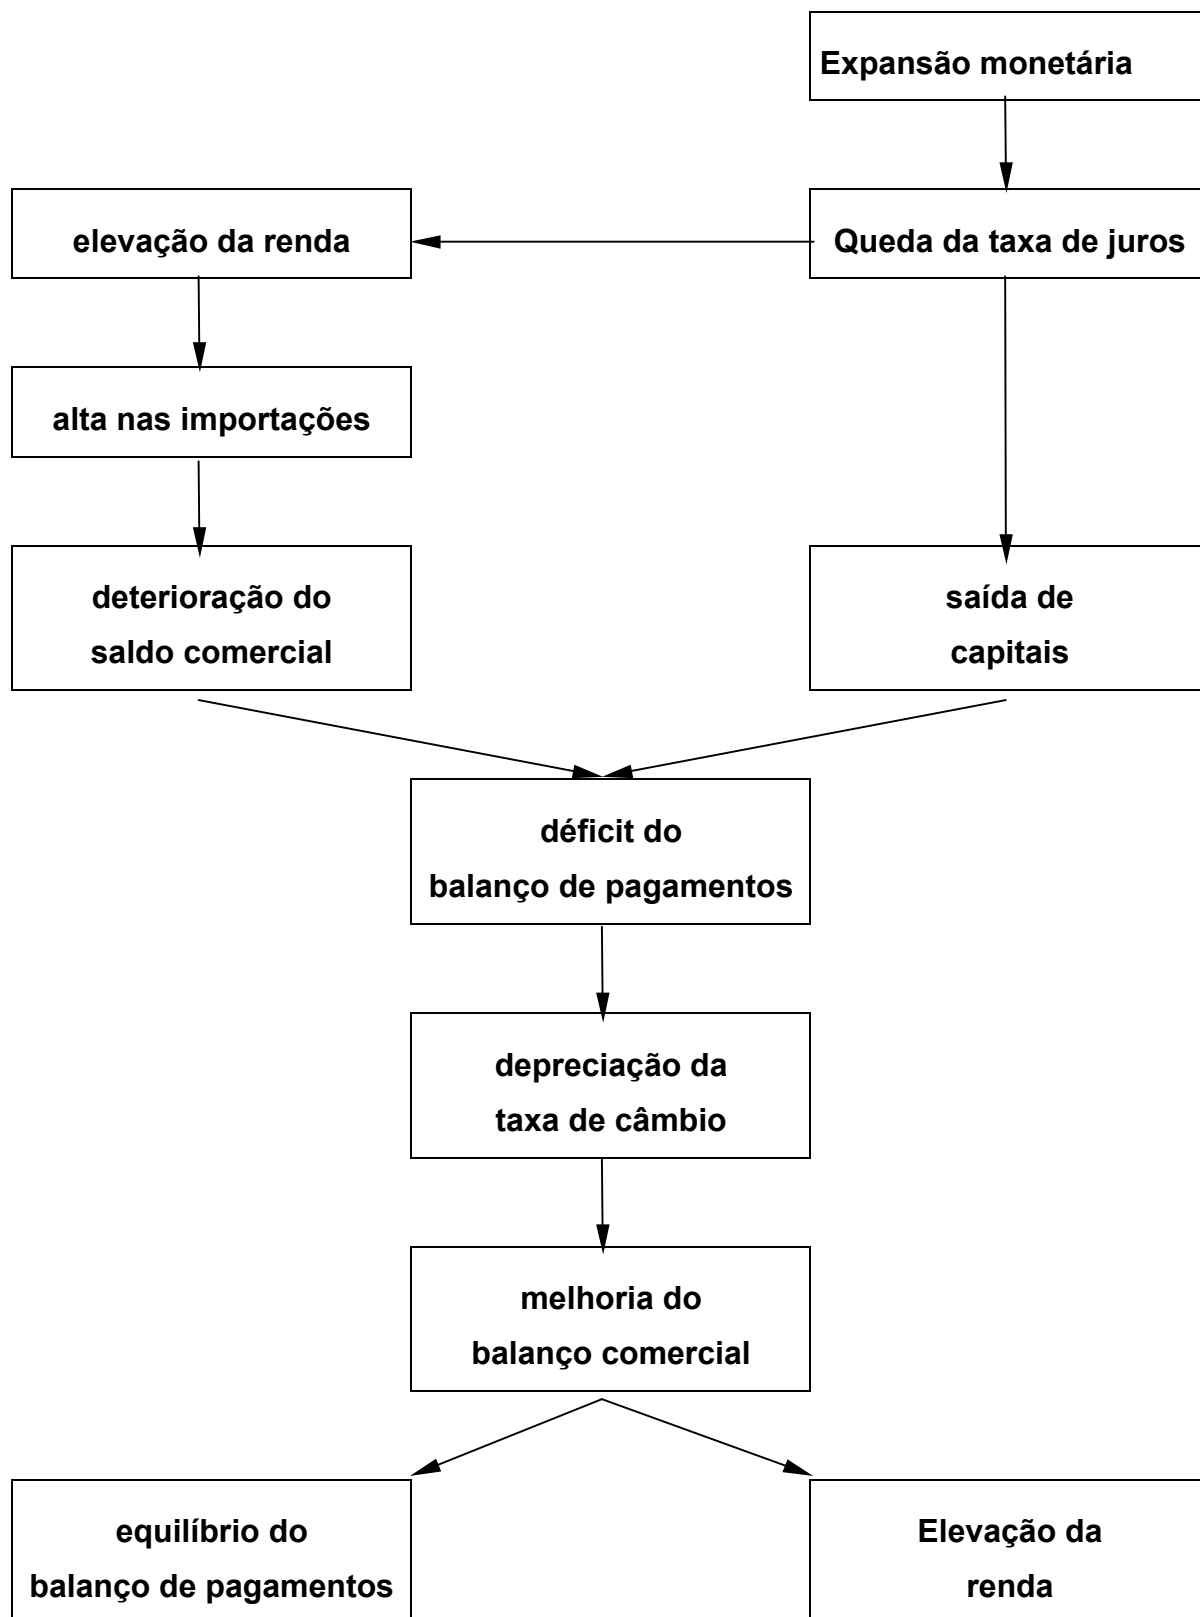 Expansão monetária
elevação da renda
Queda da taxa de juros
alta nas importações
deterioração do
saldo comercial
saída de
capitais
déficit do
balanço de pagamentos
depreciação da
taxa de câmbio
melhoria do
balanço comercial
equilíbrio do
balanço de pagamentos
Elevação da
renda